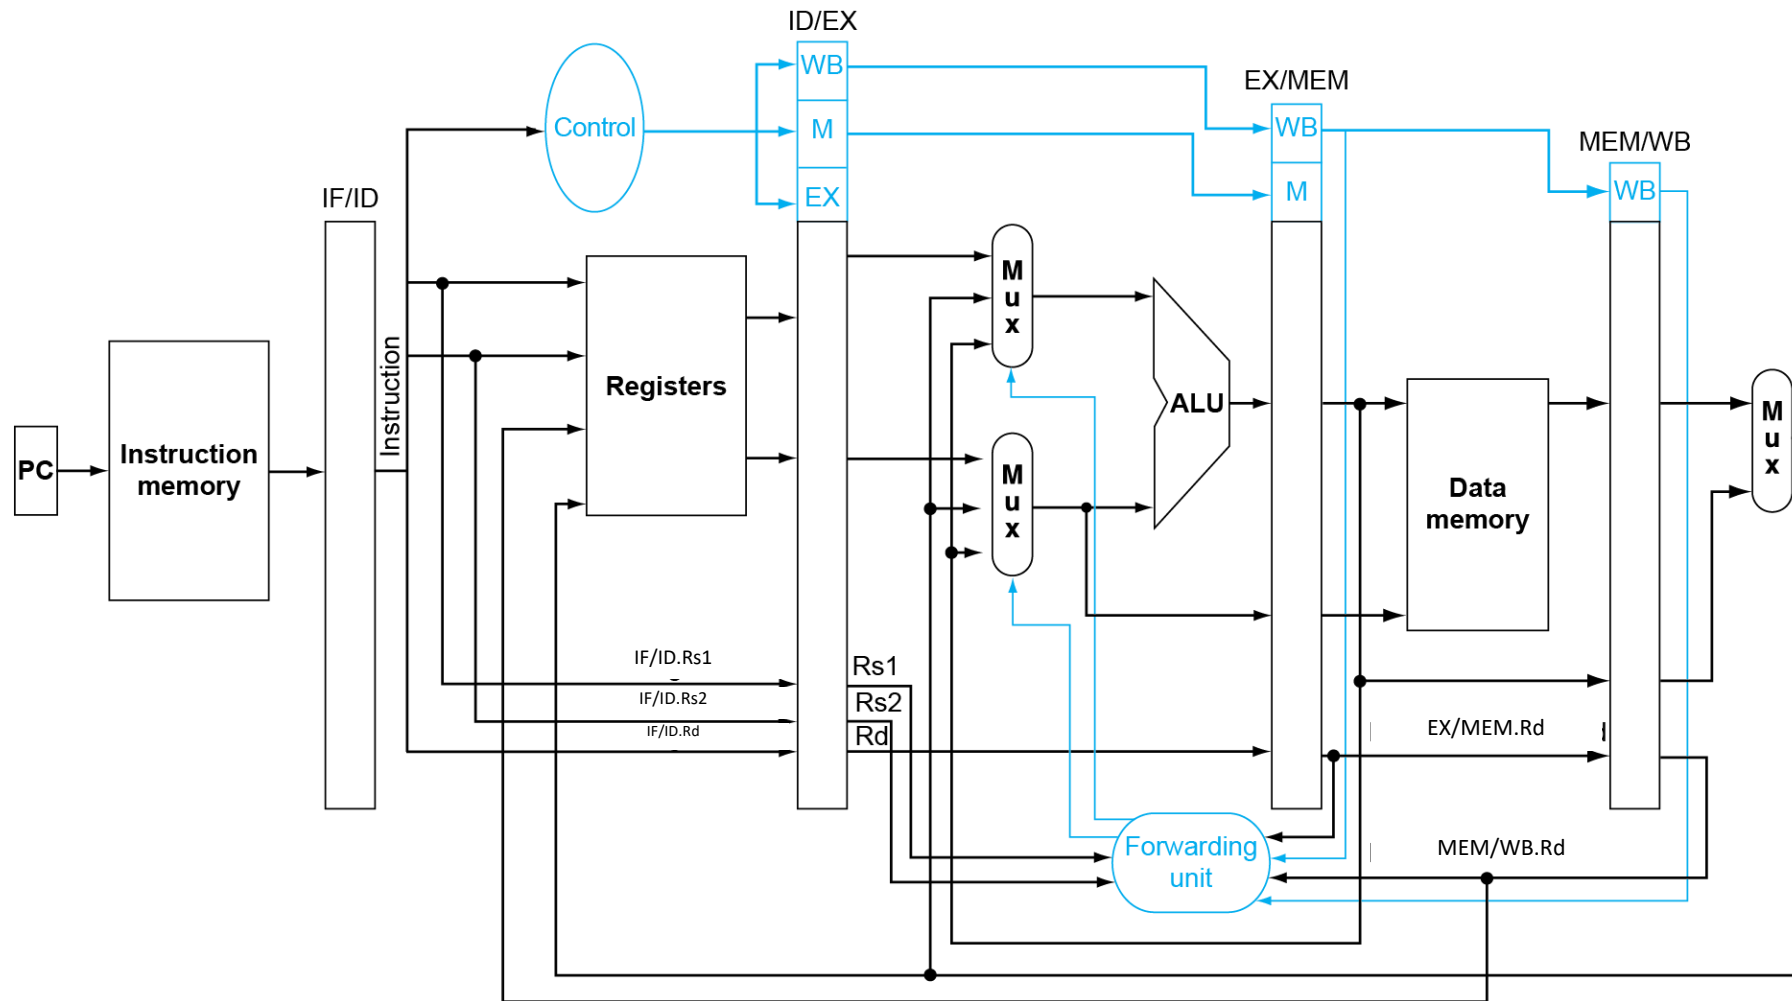 ID/EX
WB
EX/MEM
Control
M
WB
MEM/WB
EX
M
WB
IF/ID
M
u
x
Instruction
Registers
ALU
M
u
x
PC
Instruction
memory
M
u
x
Data
memory
IF/ID.Rs1
Rs1
IF/ID.Rs2
Rs2
IF/ID.Rd
Rd
EX/MEM.Rd
Forwarding
unit
MEM/WB.Rd